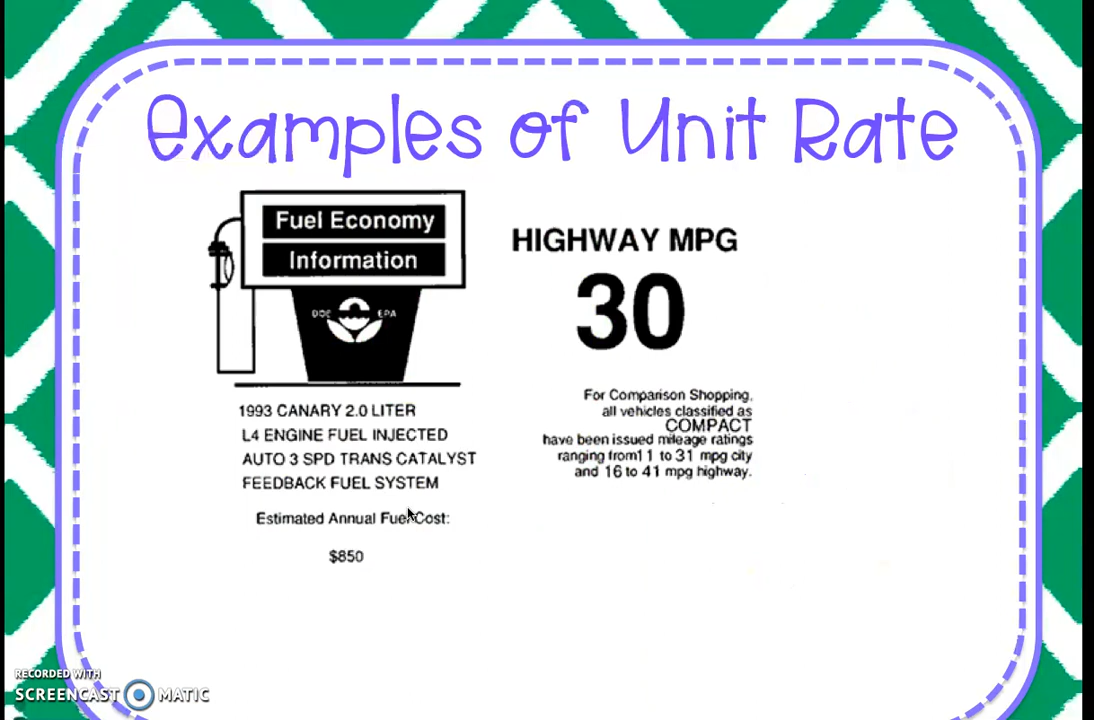 Examples of Unit Rate
Fuel Economy
Information
DOE EPA
HIGHWAY MPG
30
1993 CANARY 2.0 LITER
L4 ENGINE FUEL INJECTED
AUTO 3 SPD TRANS CATALYST
FEEDBACK FUEL SYSTEM
Estimated Annual Fuel Cost:
$850
For Comparison Shopping,
all vehicles classified as
COMPACT
have been issued mileage ratings
ranging from11 to 31 mpg city
and 16 to 41 mpg highway.
RECORDED WITH
SCREENCAST MATIC